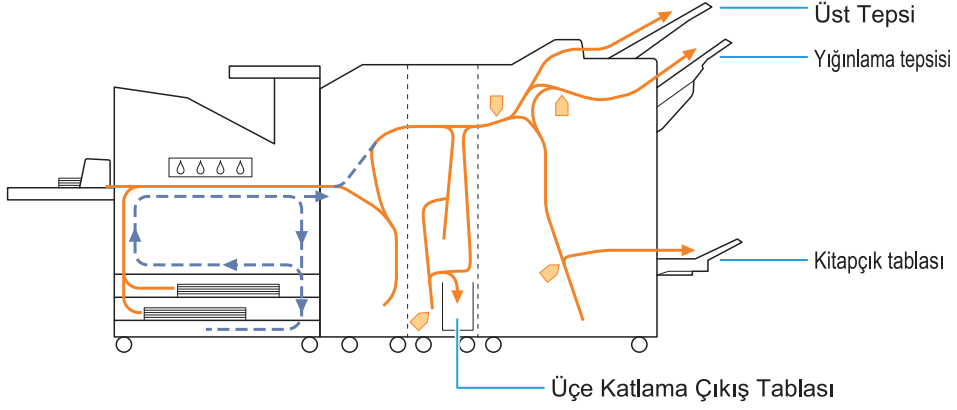 Üst Tepsi
Yığınlama tepsisi
Kitapçık tablası
Üçe Katlama Çıkış Tablası